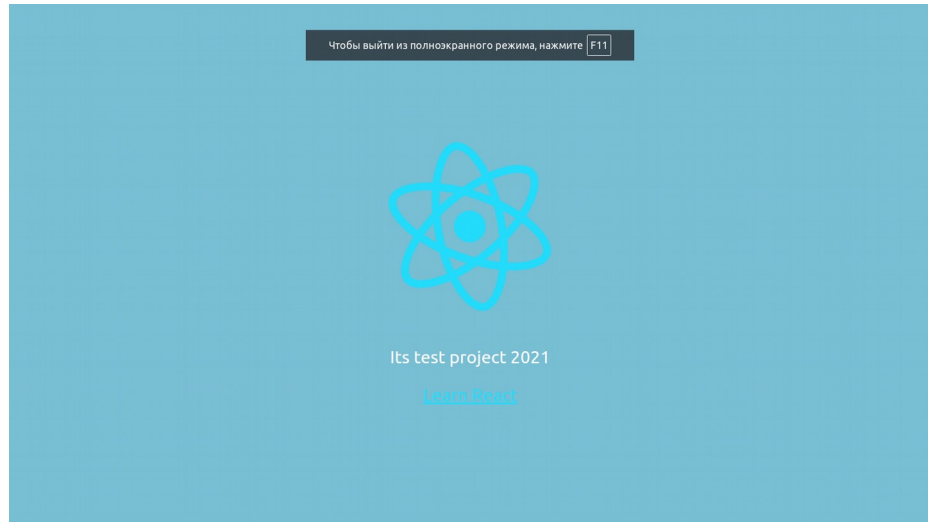 Чтобы выйти из полноэкранного режима, нажмите F11
Its test project 2021
Learn React